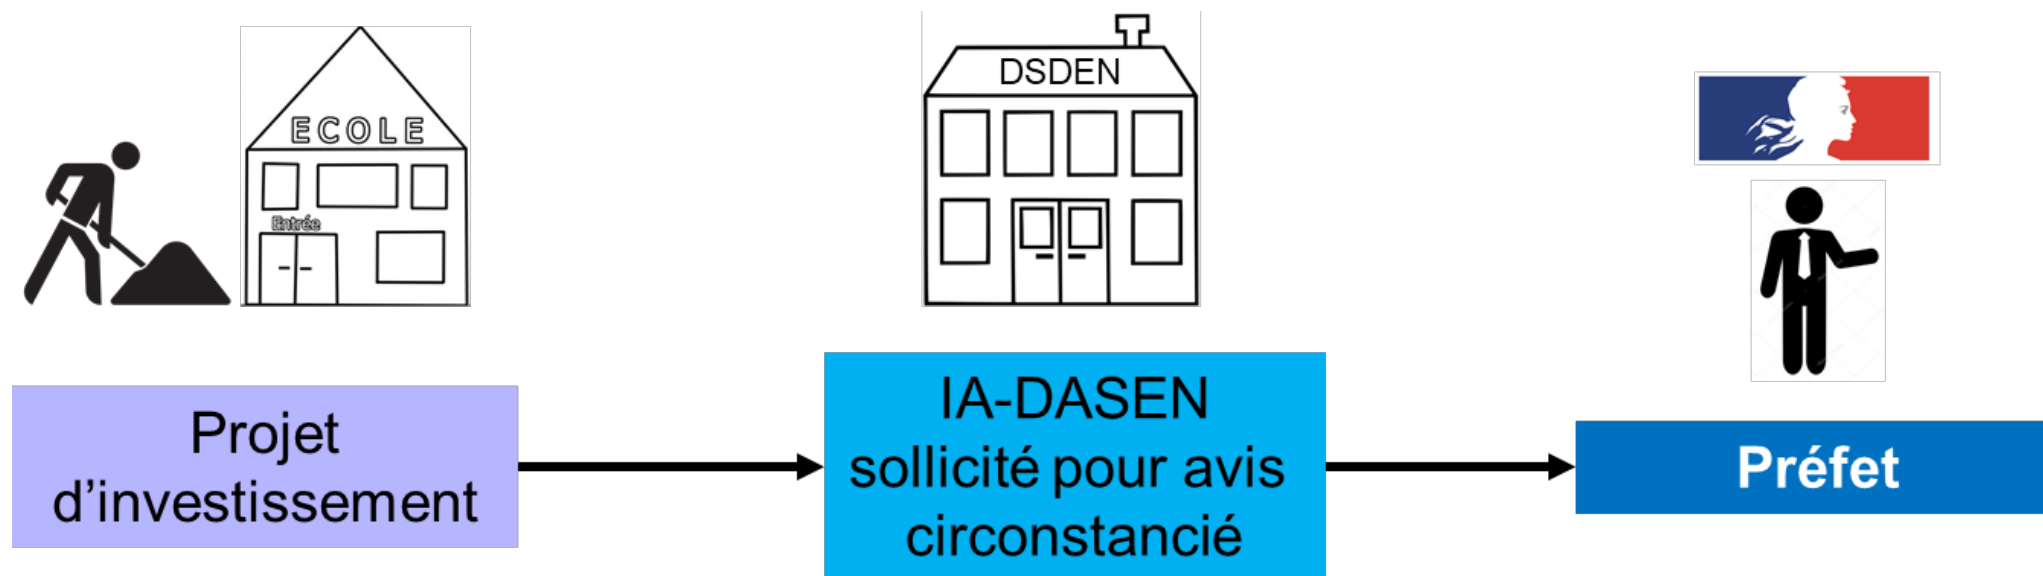 ECOLE
Entrée
DSDEN
Projet
d’investissement
IA-DASEN
sollicité pour avis
circonstancié
Préfet